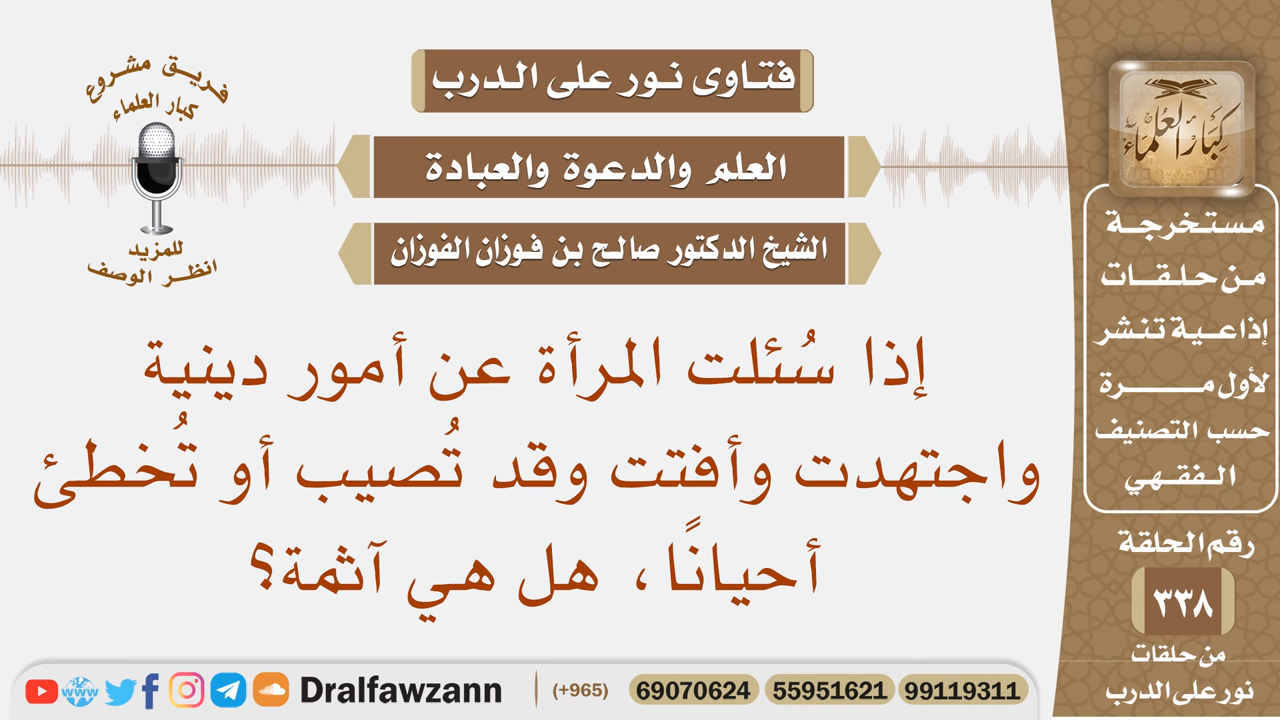 فتاوى نور على الدرب
العلم والدعوة والعبادة
الشيخ الدكتور صالح بن فوزان الفوزان
إذا سُئلت المرأة عن أمور دينية
واجتهدت وأفتت وقد تُصيب أو تُخطئ
أحيانًا، هل هي آثمة؟
فريق مشروع
كبار العلماء
للمزيد
انظر الوصف
كبار العلماء
مستخرجة
من حلقات
إذاعية تنشر
لأول مرة
حسب التصنيف
الفقهي
رقم الحلقة
٣٣٨
من حلقات
نور على الدرب
www
Dralfawzann
(+965)
69070624
55951621
99119311